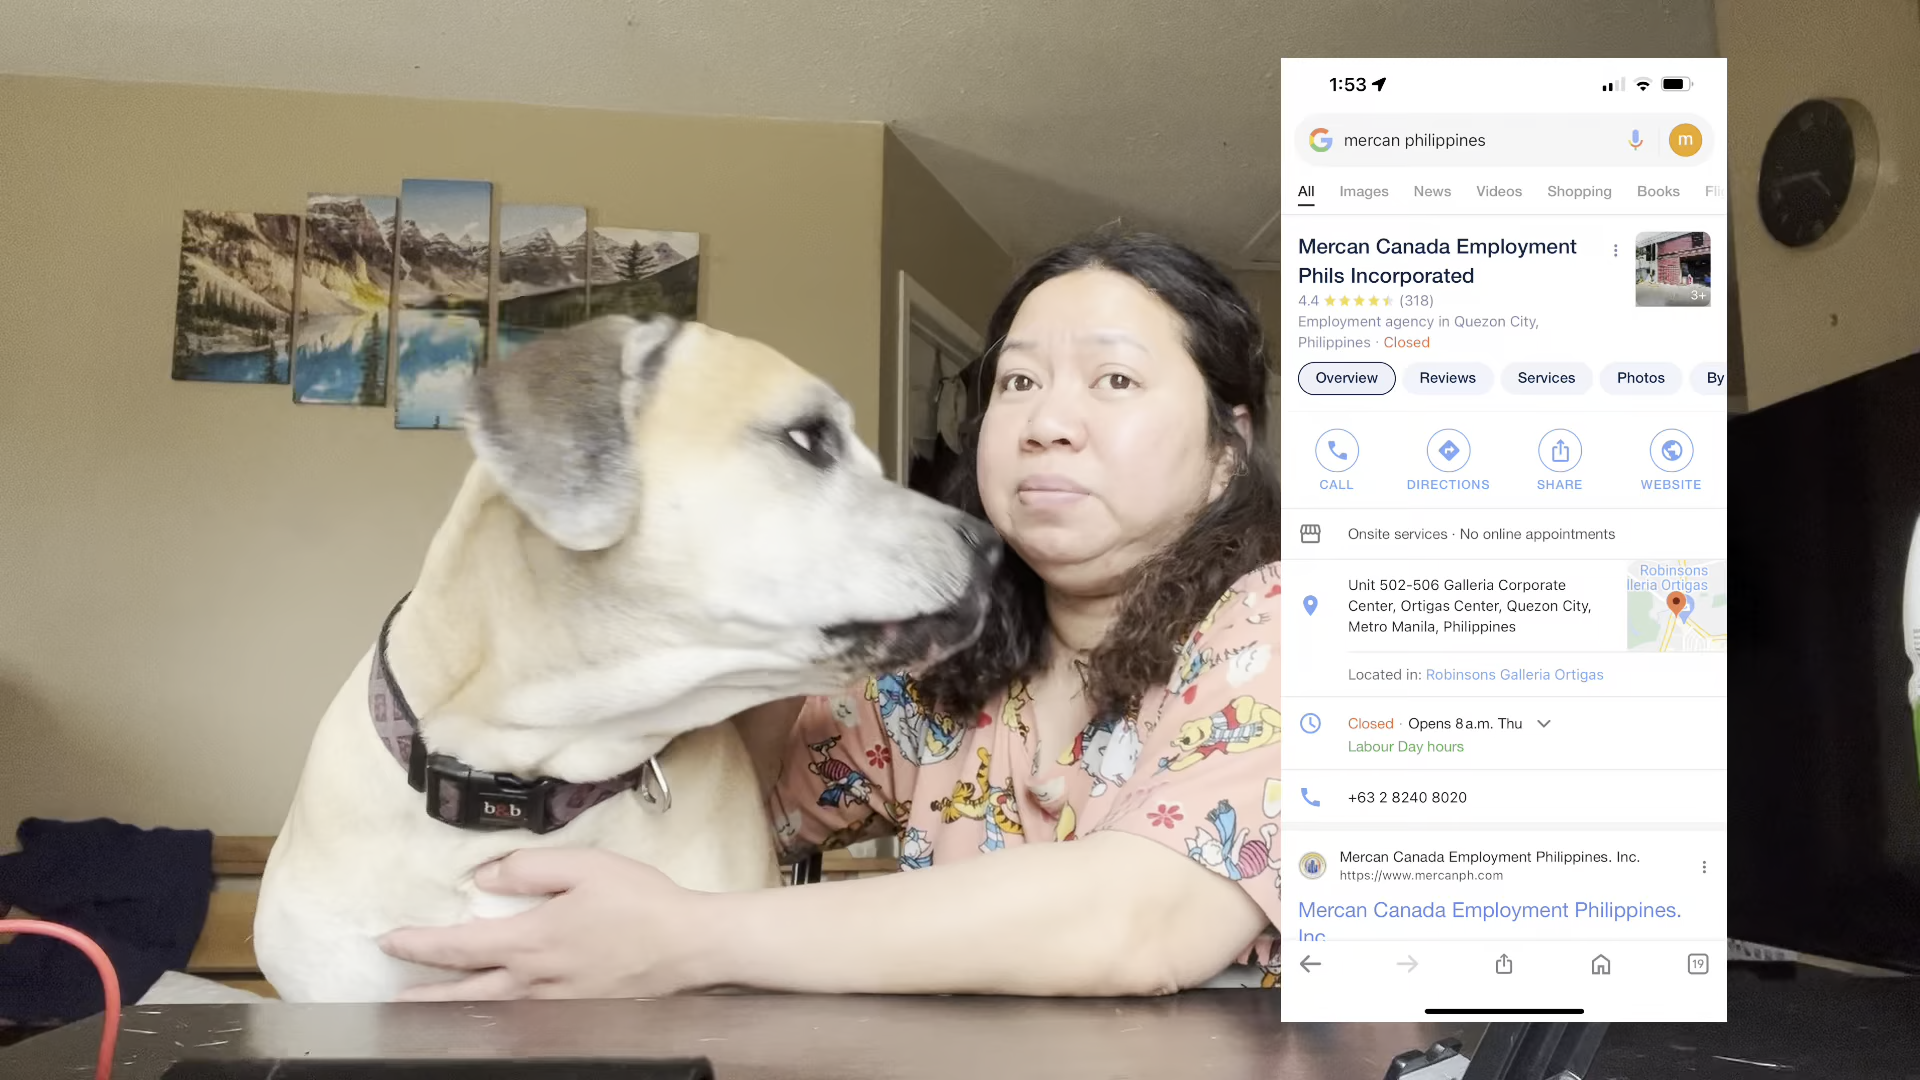 1:53
mercan philippines
m
All Images News Videos Shopping Books Fli
Mercan Canada Employment
Phils Incorporated
4.4 (318)
3+
Employment agency in Quezon City,
Philippines · Closed
Overview Reviews Services Photos By
CALL DIRECTIONS SHARE WEBSITE
Onsite services · No online appointments
Unit 502-506 Galleria Corporate
Center, Ortigas Center, Quezon City,
Metro Manila, Philippines
Robinsons
lleria Ortigas
Located in: Robinsons Galleria Ortigas
Closed · Opens 8 a.m. Thu
Labour Day hours
+63 2 8240 8020
Mercan Canada Employment Philippines. Inc.
https://www.mercanph.com
Mercan Canada Employment Philippines.
Inc
19
b&b